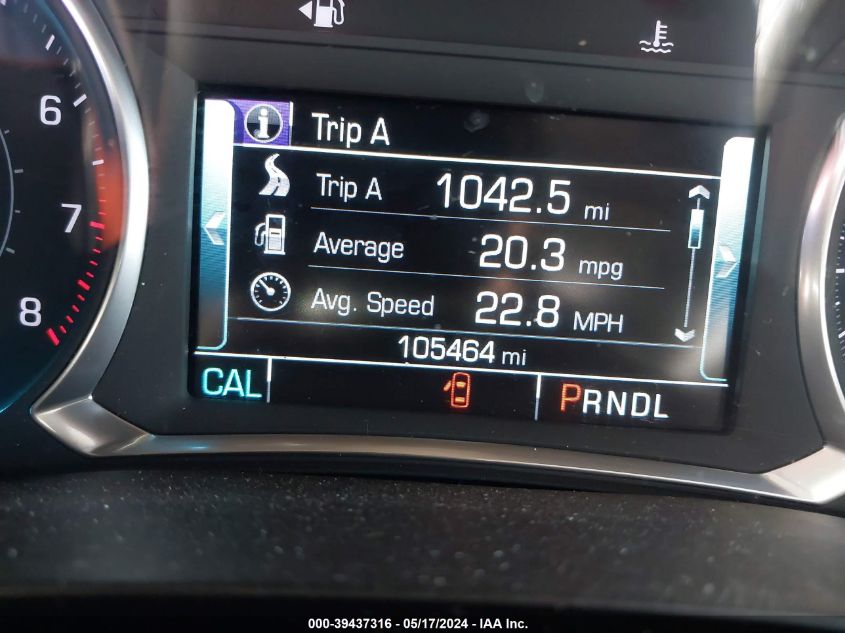 6
7
8
Trip A
Trip A 1042.5 mi
Average 20.3 mpg
Avg. Speed 22.8 MPH
105464 mi
CAL PRNDL
000-39437316 - 05/17/2024 - IAA Inc.